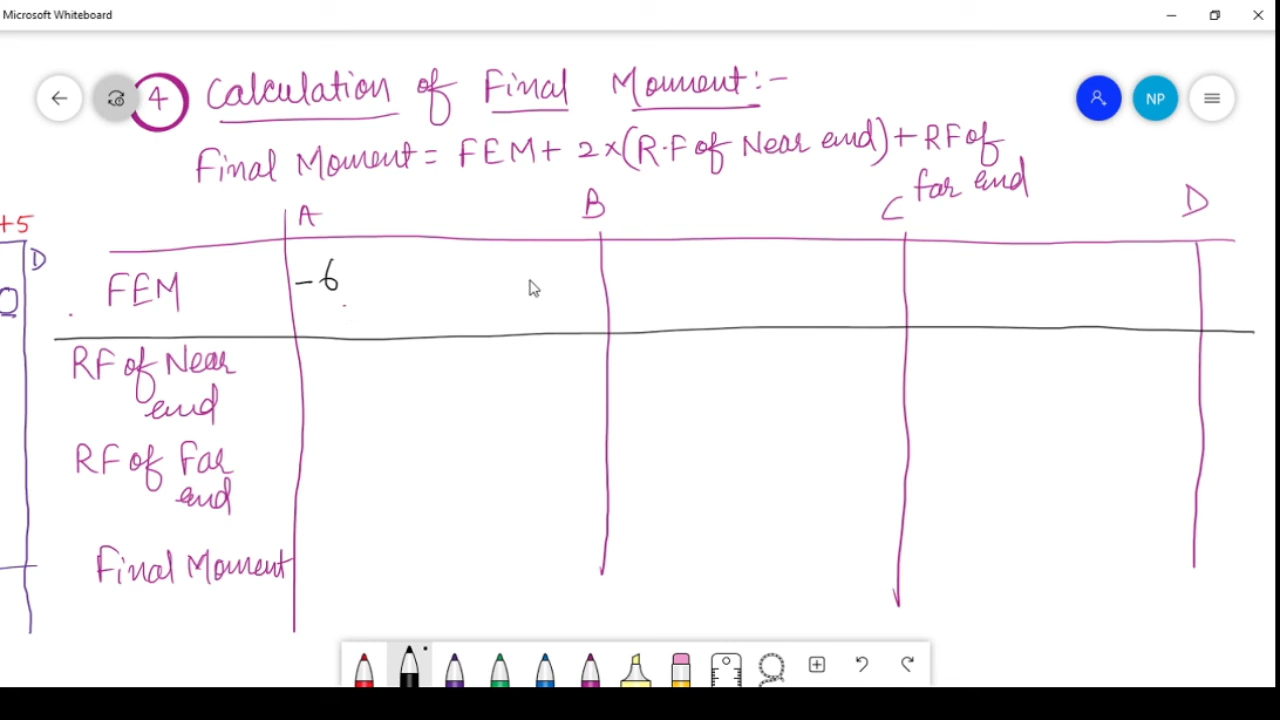 Microsoft Whiteboard
4 Calculation of Final Moment:-
Final Moment = FEM + 2×(R.F of Near end) + RF of
far end
NP
+5
A B C D
D
FEM -6
0
RF of Near
end
RF of Far
end
Final Moment